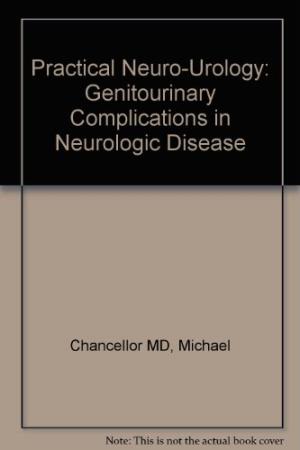 Practical Neuro-Urology:
Genitourinary
Complications in
Neurologic Disease
Chancellor MD, Michael
Note: This is not the actual book cover